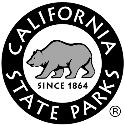 CALIFORNIA
SINCE 1864
STATE PARKS
®